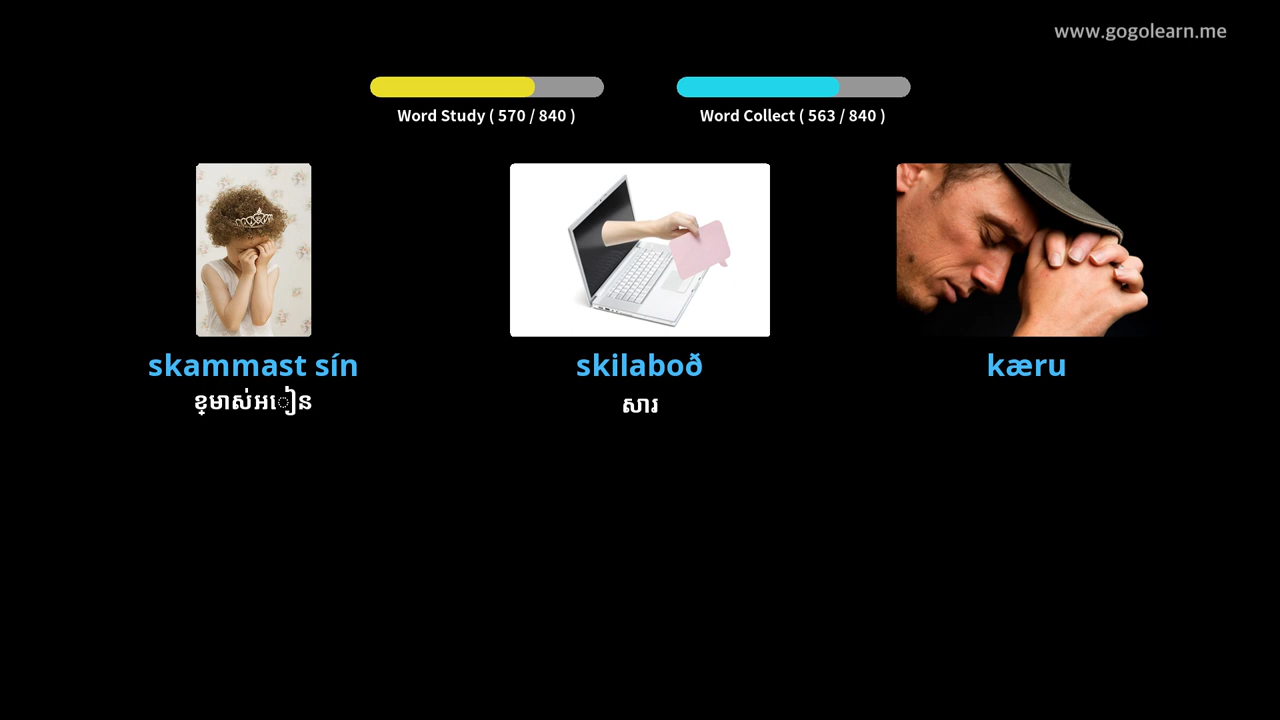 www.gogolearn.me
Word Study ( 570 / 840 )
Word Collect ( 563 / 840 )
skammast sín
ខ្មាស់អៀន
skilaboð
សារ
kæru